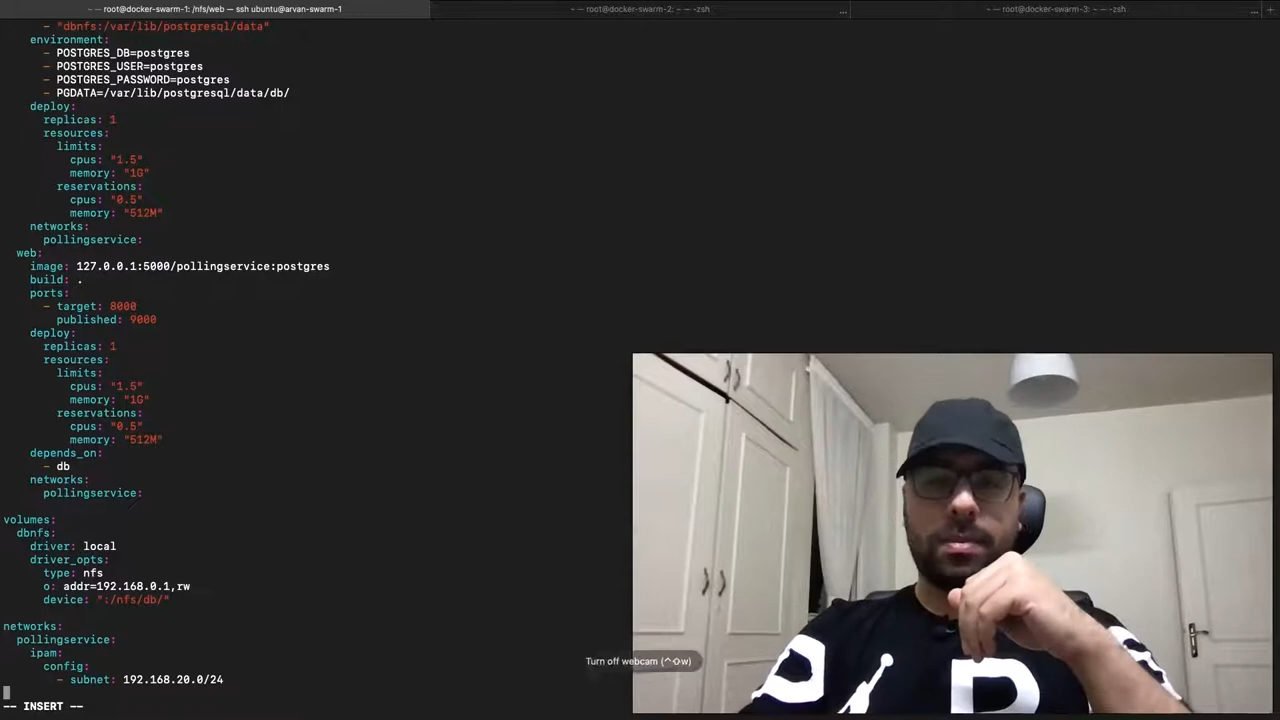 ~ — root@docker-swarm-1: /nfs/web — ssh ubuntu@arvan-swarm-1
~ — root@docker-swarm-2: ~ — -zsh
...
~ — root@docker-swarm-3: ~ — -zsh
...
+
- "dbnfs:/var/lib/postgresql/data"
environment:
- POSTGRES_DB=postgres
- POSTGRES_USER=postgres
- POSTGRES_PASSWORD=postgres
- PGDATA=/var/lib/postgresql/data/db/
deploy:
replicas: 1
resources:
limits:
cpus: "1.5"
memory: "1G"
reservations:
cpus: "0.5"
memory: "512M"
networks:
pollingservice:
web:
image: 127.0.0.1:5000/pollingservice:postgres
build: .
ports:
- target: 8000
published: 9000
deploy:
replicas: 1
resources:
limits:
cpus: "1.5"
memory: "1G"
reservations:
cpus: "0.5"
memory: "512M"
depends_on:
- db
networks:
pollingservice:
volumes:
dbnfs:
driver: local
driver_opts:
type: nfs
o: addr=192.168.0.1,rw
device: ":/nfs/db/"
networks:
pollingservice:
ipam:
config:
- subnet: 192.168.20.0/24
-- INSERT --
Turn off webcam (^⇧w)